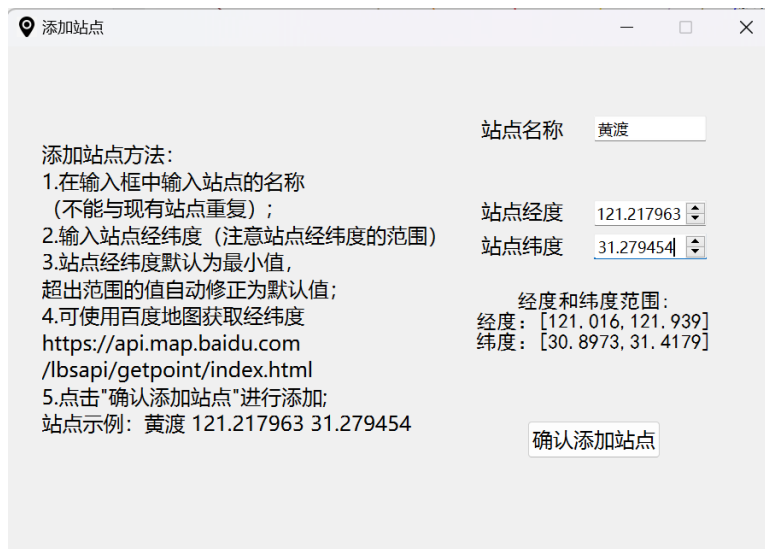 添加站点
添加站点方法：
1.在输入框中输入站点的名称
（不能与现有站点重复）;
2.输入站点经纬度（注意站点经纬度的范围）
3.站点经纬度默认为最小值，
超出范围的值自动修正为默认值；
4.可使用百度地图获取经纬度
https://api.map.baidu.com
/lbsapi/getpoint/index.html
5.点击"确认添加站点"进行添加;
站点示例：黄渡 121.217963 31.279454
站点名称 黄渡
站点经度 121.217963
站点纬度 31.279454
经度和纬度范围：
经度：[121.016,121.939]
纬度：[30.8973,31.4179]
确认添加站点